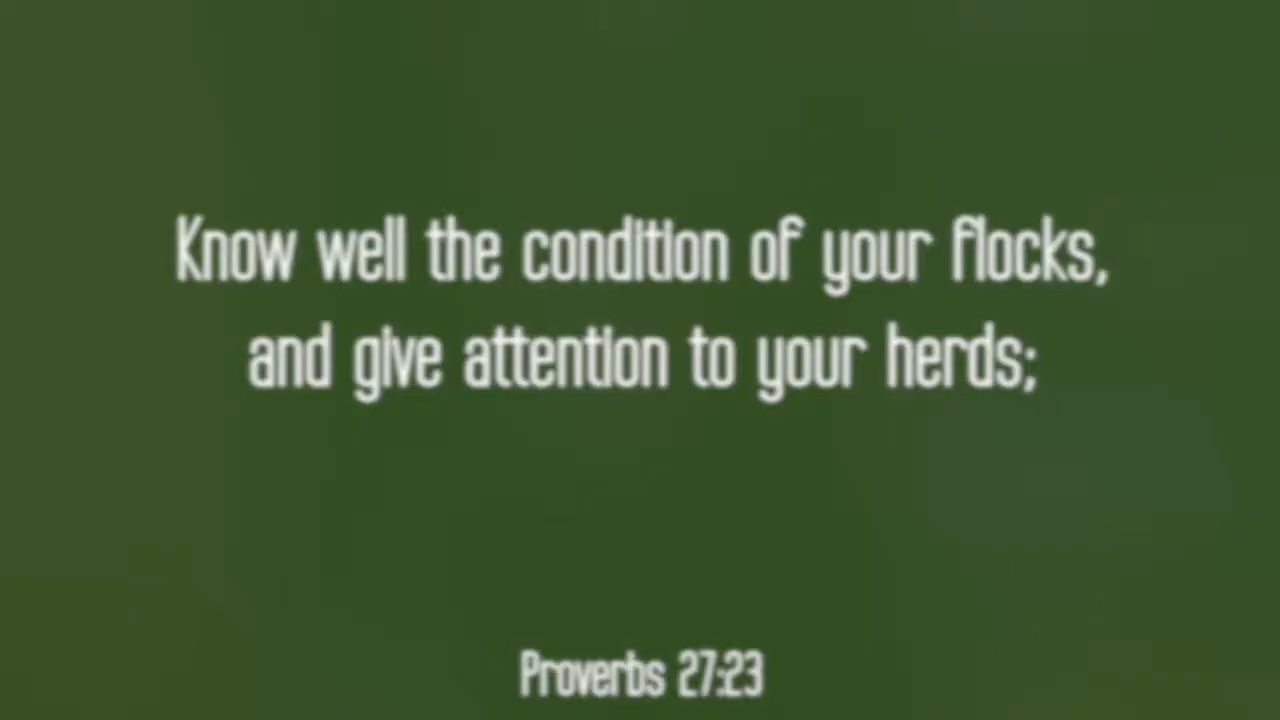 Know well the condition of your flocks,
and give attention to your herds;
Proverbs 27:23